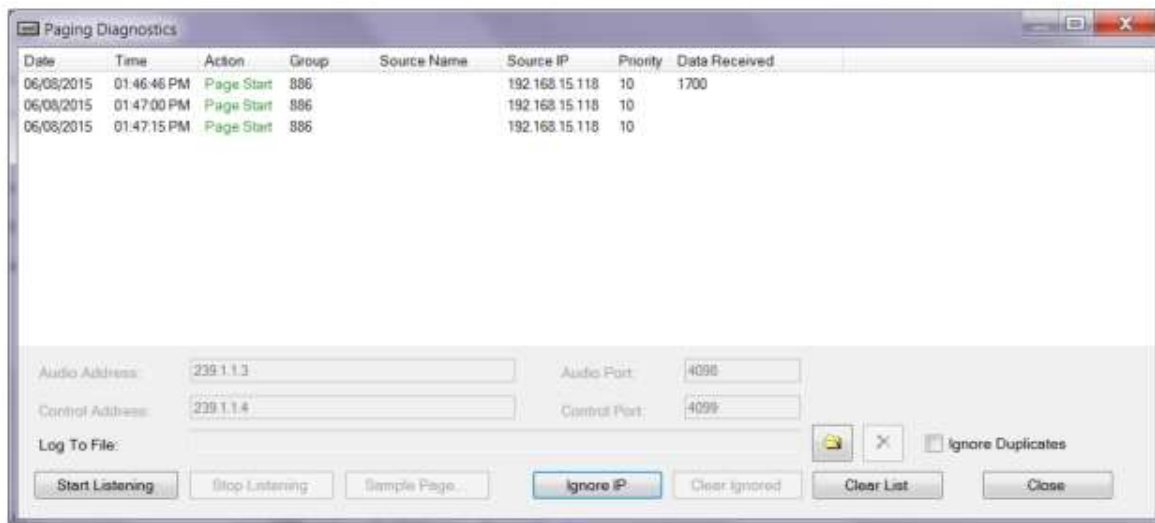 Paging Diagnostics
Date Time Action Group Source Name Source IP Priority Data Received
06/08/2015 01:46:46 PM Page Start 886 192.168.15.118 10 1700
06/08/2015 01:47:00 PM Page Start 886 192.168.15.118 10
06/08/2015 01:47:15 PM Page Start 886 192.168.15.118 10
Audio Address: 239.1.1.3 Audio Port: 4098
Control Address: 239.1.1.4 Control Port: 4099
Log To File: Ignore Duplicates
Start Listening Stop Listening Sample Page... Ignore IP Clear Ignored Clear List Close